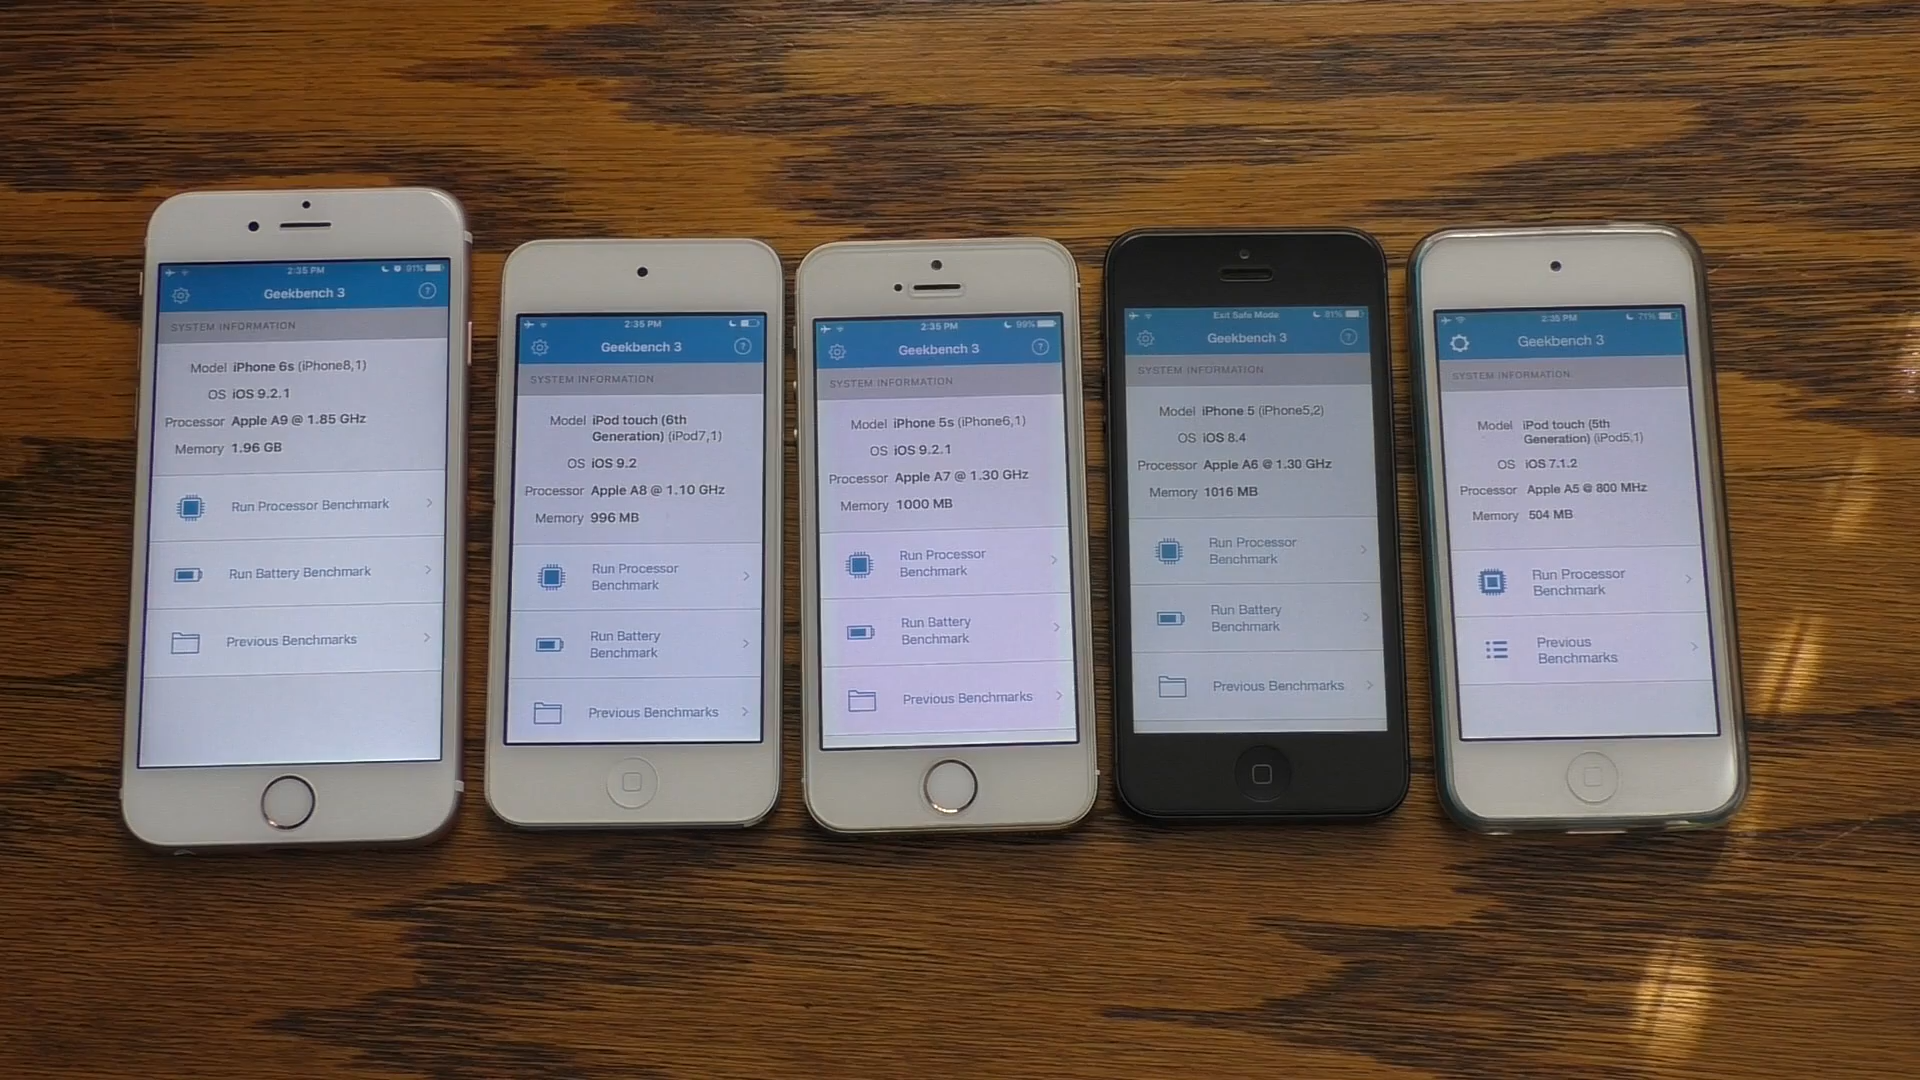 2:35 PM
91%
Geekbench 3
?
SYSTEM INFORMATION
Model iPhone 6s (iPhone8,1)
OS iOS 9.2.1
Processor Apple A9 @ 1.85 GHz
Memory 1.96 GB
Run Processor Benchmark
Run Battery Benchmark
Previous Benchmarks
2:35 PM
Geekbench 3
?
SYSTEM INFORMATION
Model iPod touch (6th
Generation) (iPod7,1)
OS iOS 9.2
Processor Apple A8 @ 1.10 GHz
Memory 996 MB
Run Processor
Benchmark
Run Battery
Benchmark
Previous Benchmarks
2:35 PM
99%
Geekbench 3
?
SYSTEM INFORMATION
Model iPhone 5s (iPhone6,1)
OS iOS 9.2.1
Processor Apple A7 @ 1.30 GHz
Memory 1000 MB
Run Processor
Benchmark
Run Battery
Benchmark
Previous Benchmarks
Exit Safe Mode
81%
Geekbench 3
?
SYSTEM INFORMATION
Model iPhone 5 (iPhone5,2)
OS iOS 8.4
Processor Apple A6 @ 1.30 GHz
Memory 1016 MB
Run Processor
Benchmark
Run Battery
Benchmark
Previous Benchmarks
2:35 PM
71%
Geekbench 3
SYSTEM INFORMATION
Model iPod touch (5th
Generation) (iPod5,1)
OS iOS 7.1.2
Processor Apple A5 @ 800 MHz
Memory 504 MB
Run Processor
Benchmark
Previous
Benchmarks